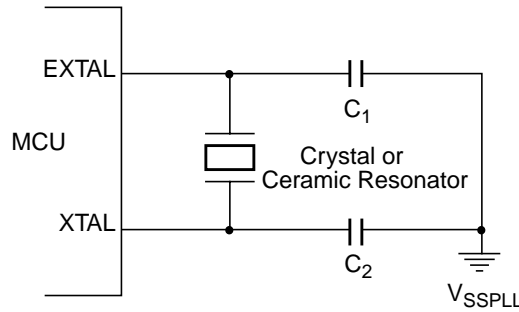 EXTAL
C1
MCU
Crystal or
Ceramic Resonator
XTAL
C2
VSSPLL